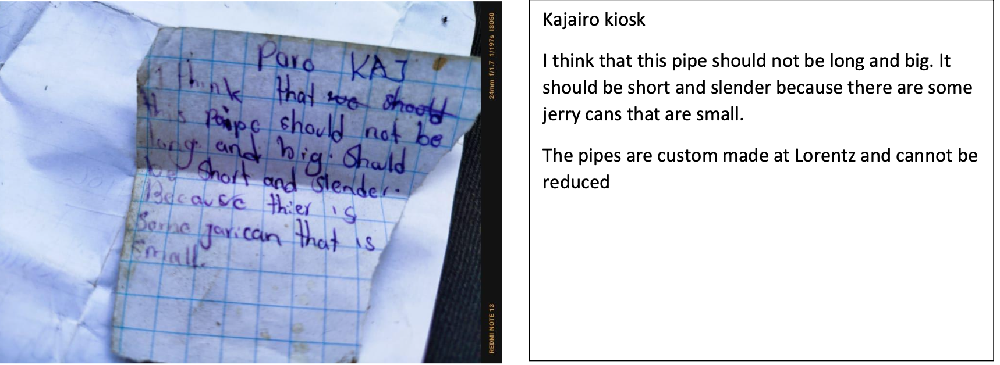 Paro KAJ
I think that we should
this paipe should not be
long and big. Should
be short and slender.
Because thier is
Some jarican that is
Small.
24mm f/1.7 1/197s ISO50
REDMI NOTE 13
Kajairo kiosk
I think that this pipe should not be long and big. It
should be short and slender because there are some
jerry cans that are small.
The pipes are custom made at Lorentz and cannot be
reduced